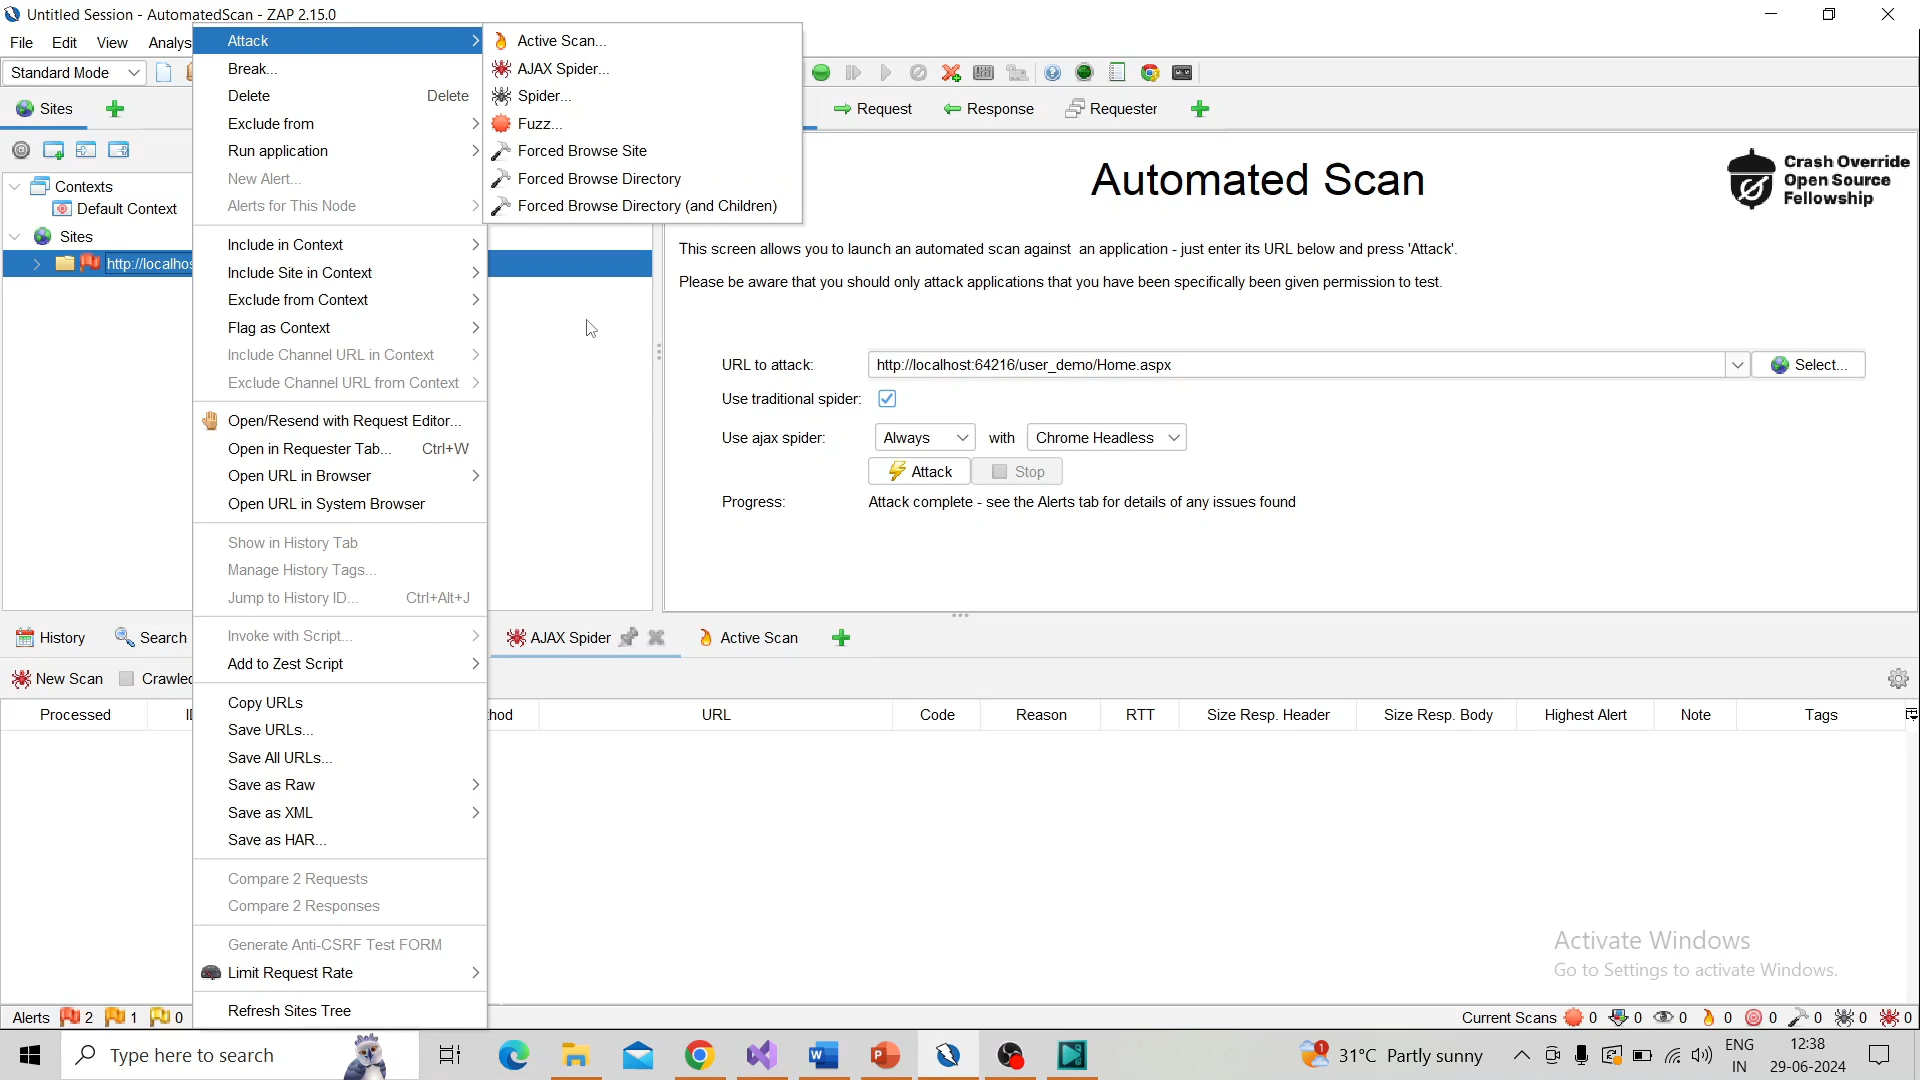 Untitled Session - AutomatedScan - ZAP 2.15.0
File Edit View Analys
Standard Mode
Sites
Contexts
Default Context
Sites
http://localhos
Attack
Break...
Delete Delete
Exclude from
Run application
New Alert...
Alerts for This Node
Include in Context
Include Site in Context
Exclude from Context
Flag as Context
Include Channel URL in Context
Exclude Channel URL from Context
Open/Resend with Request Editor...
Open in Requester Tab... Ctrl+W
Open URL in Browser
Open URL in System Browser
Show in History Tab
Manage History Tags...
Jump to History ID... Ctrl+Alt+J
Invoke with Script...
Add to Zest Script
Copy URLs
Save URLs...
Save All URLs...
Save as Raw
Save as XML
Save as HAR...
Compare 2 Requests
Compare 2 Responses
Generate Anti-CSRF Test FORM
Limit Request Rate
Refresh Sites Tree
Active Scan...
AJAX Spider...
Spider...
Fuzz...
Forced Browse Site
Forced Browse Directory
Forced Browse Directory (and Children)
Request Response Requester
Automated Scan
Crash Override
Open Source
Fellowship
This screen allows you to launch an automated scan against an application - just enter its URL below and press 'Attack'.
Please be aware that you should only attack applications that you have been specifically been given permission to test.
URL to attack: http://localhost:64216/user_demo/Home.aspx Select...
Use traditional spider:
Use ajax spider: Always with Chrome Headless
Attack Stop
Progress: Attack complete - see the Alerts tab for details of any issues found
History Search AJAX Spider Active Scan
New Scan Crawled
Processed ID hod URL Code Reason RTT Size Resp. Header Size Resp. Body Highest Alert Note Tags
Activate Windows
Go to Settings to activate Windows.
Alerts 2 1 0 Current Scans 0 0 0 0 0 0 0 0
Type here to search 31°C Partly sunny ENG
IN
12:38
29-06-2024